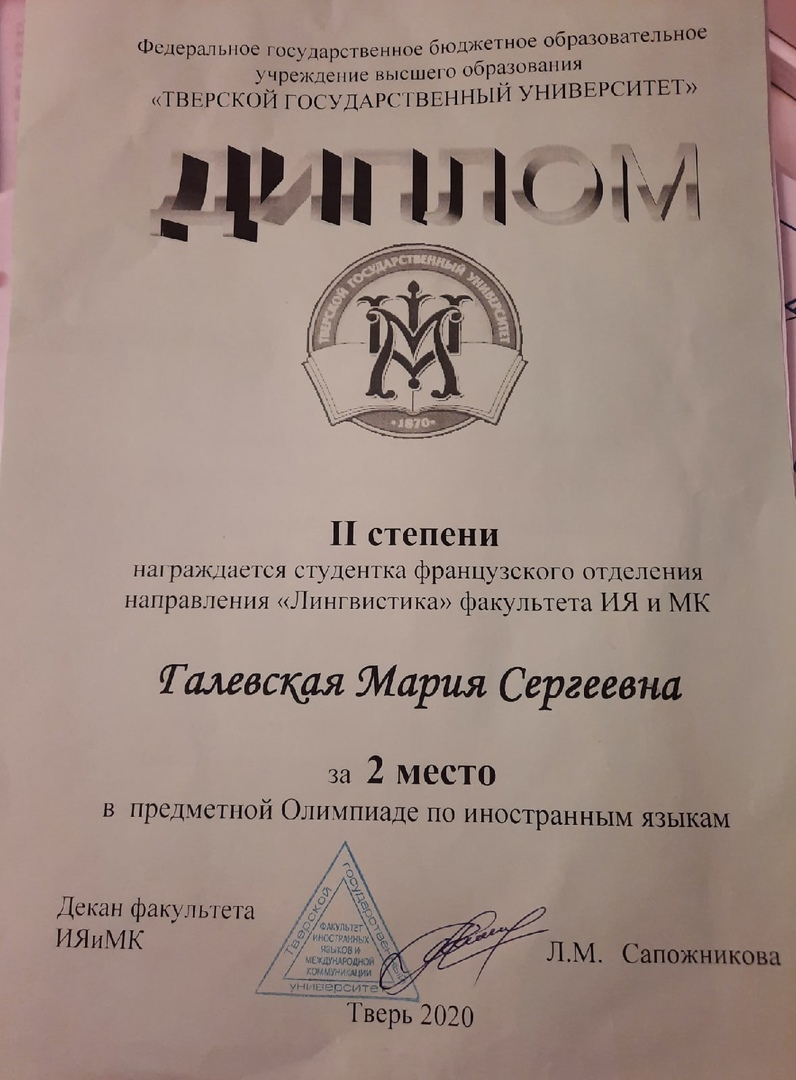 Федеральное государственное бюджетное образовательное
учреждение высшего образования
«ТВЕРСКОЙ ГОСУДАРСТВЕННЫЙ УНИВЕРСИТЕТ»
ДИПЛОМ
ТВЕРСКОЙ ГОСУДАРСТВЕННЫЙ УНИВЕРСИТЕТ
•1870•
II степени
награждается студентка французского отделения
направления «Лингвистика» факультета ИЯ и МК
Галевская Мария Сергеевна
за 2 место
в предметной Олимпиаде по иностранным языкам
Декан факультета
ИЯиМК
Тверской
государственный
университет
ФАКУЛЬТЕТ
ИНОСТРАННЫХ
ЯЗЫКОВ И
МЕЖДУНАРОДНОЙ
КОММУНИКАЦИИ
Л.М. Сапожникова
Тверь 2020